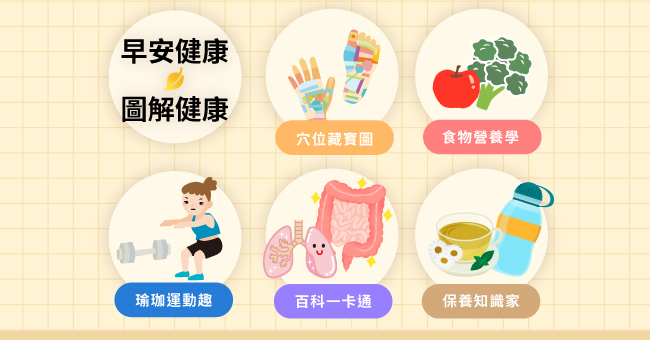 早安健康
圖解健康
穴位藏寶圖
食物營養學
瑜珈運動趣
百科一卡通
保養知識家